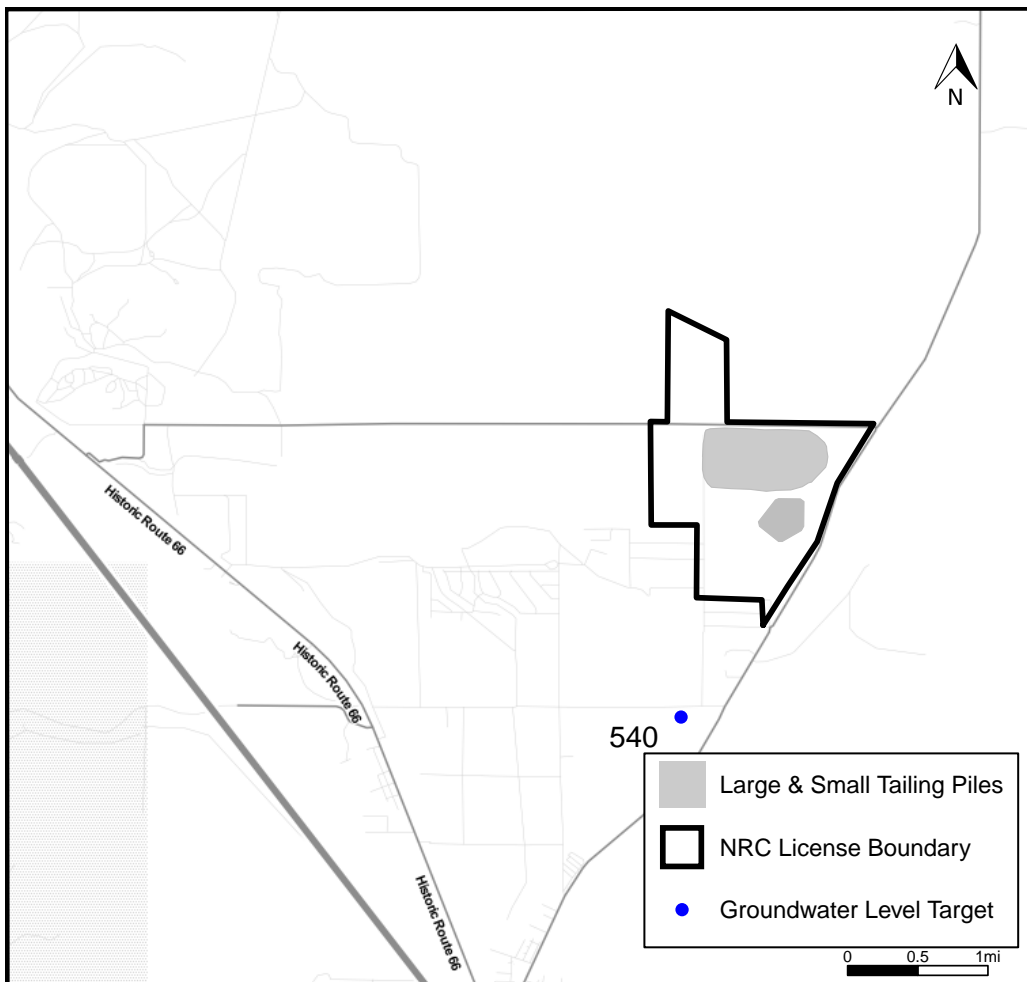 N
Historic Route 66
Historic Route 66
540
Large & Small Tailing Piles
NRC License Boundary
Historic Route 66
Groundwater Level Target
0 0.5 1mi